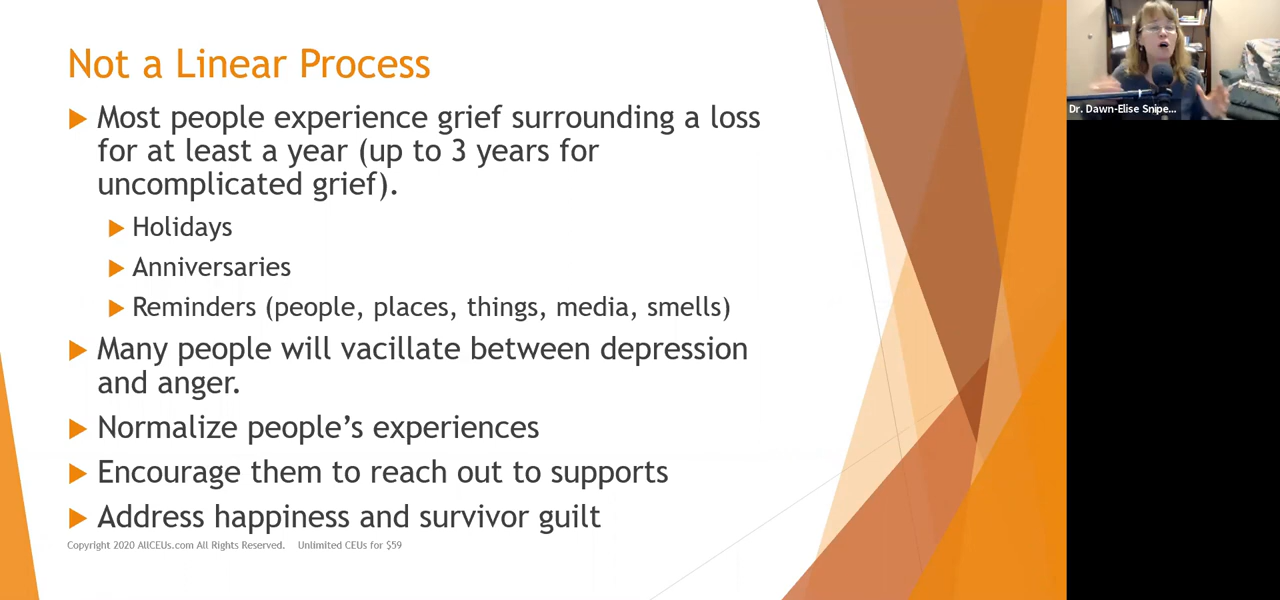 Not a Linear Process
Most people experience grief surrounding a loss
for at least a year (up to 3 years for
uncomplicated grief).
Holidays
Anniversaries
Reminders (people, places, things, media, smells)
Many people will vacillate between depression
and anger.
Normalize people’s experiences
Encourage them to reach out to supports
Address happiness and survivor guilt
Copyright 2020 AllCEUs.com All Rights Reserved. Unlimited CEUs for $59
Dr. Dawn-Elise Snipe...